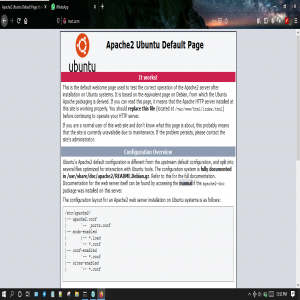 Apache2 Ubuntu Default Page
WhatsApp
test.com
Apache2 Ubuntu Default Page
ubuntu
It works!
This is the default welcome page used to test the correct operation of the Apache2 server after
installation on Ubuntu systems. It is based on the equivalent page on Debian, from which the Ubuntu
Apache packaging is derived. If you can read this page, it means that the Apache HTTP server installed at
this site is working properly. You should replace this file (located at /var/www/html/index.html)
before continuing to operate your HTTP server.
If you are a normal user of this web site and don't know what this page is about, this probably means
that the site is currently unavailable due to maintenance. If the problem persists, please contact the
site's administrator.
Configuration Overview
Ubuntu's Apache2 default configuration is different from the upstream default configuration, and split into
several files optimized for interaction with Ubuntu tools. The configuration system is fully documented
in /usr/share/doc/apache2/README.Debian.gz. Refer to this for the full documentation.
Documentation for the web server itself can be found by accessing the manual if the apache2-doc
package was installed on this server.
The configuration layout for an Apache2 web server installation on Ubuntu systems is as follows:
/etc/apache2/
|-- apache2.conf
| `-- ports.conf
|-- mods-enabled
| |-- *.load
| `-- *.conf
|-- conf-enabled
| `-- *.conf
|-- sites-enabled
| `-- *.conf